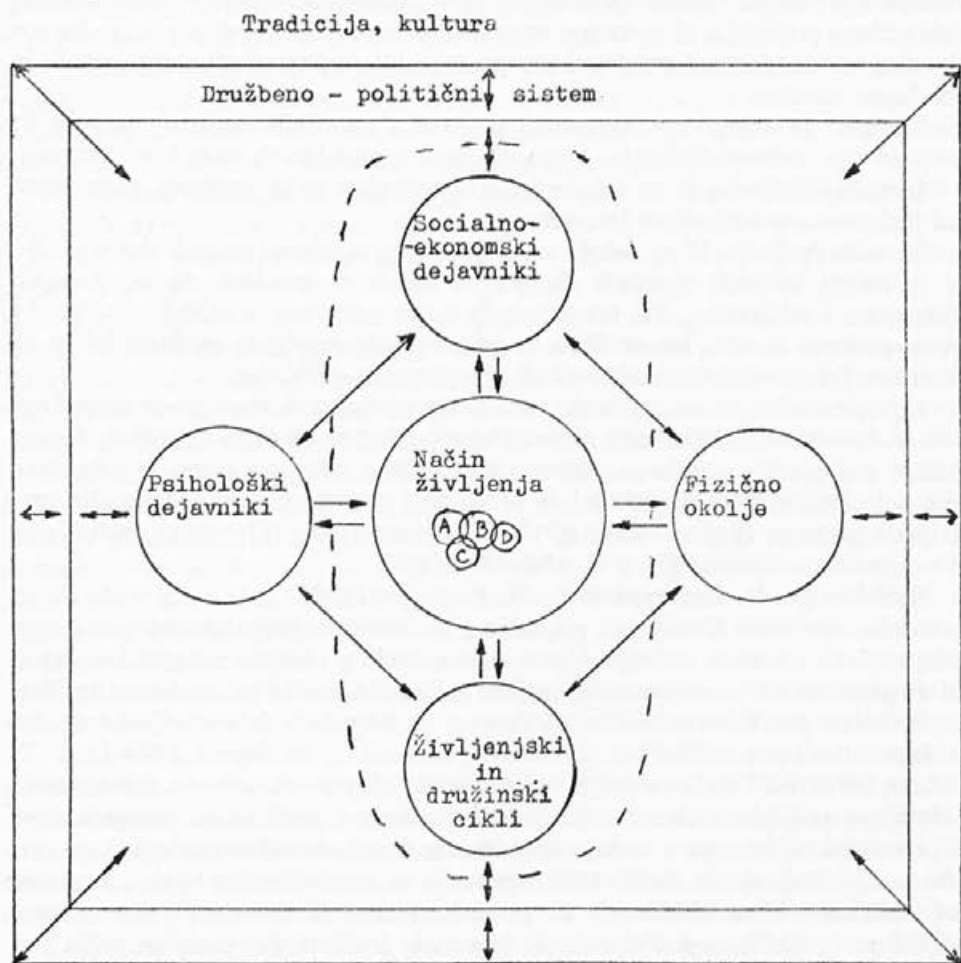 Tradicija, kultura
Družbeno - politični sistem
Socialno-
-ekonomski
dejavniki
Način
življenja
Psihološki
dejavniki
Fizično
okolje
A B D
C
Življenjski
in
družinski
cikli